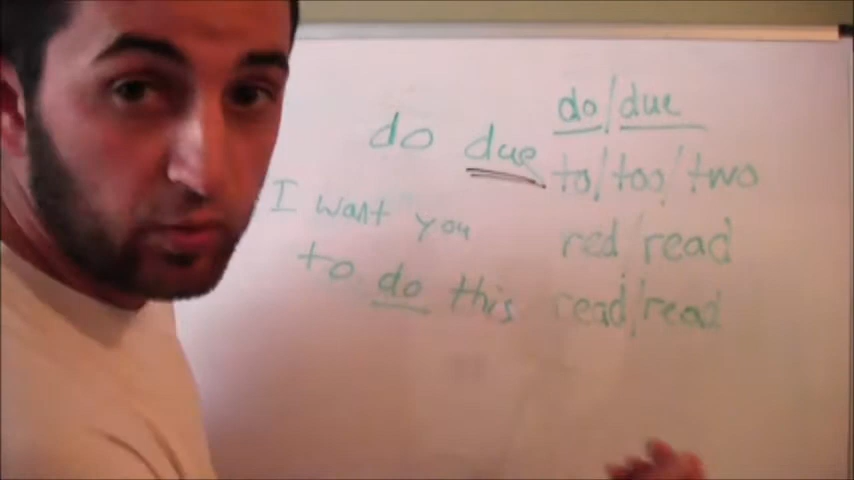 do due
I want you
to do this
do/due
to/too/two
red/read
read/read